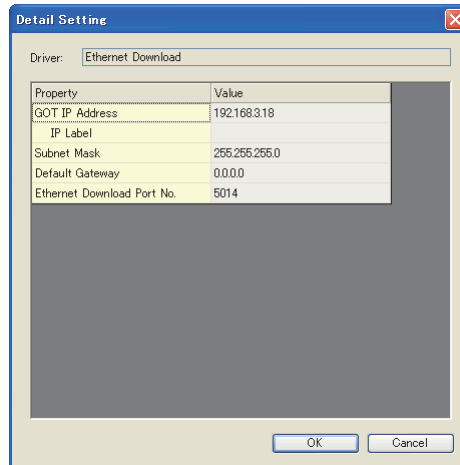 Detail Setting
Driver: Ethernet Download
Property Value
GOT IP Address 192.168.3.18
IP Label
Subnet Mask 255.255.255.0
Default Gateway 0.0.0.0
Ethernet Download Port No. 5014
OK Cancel